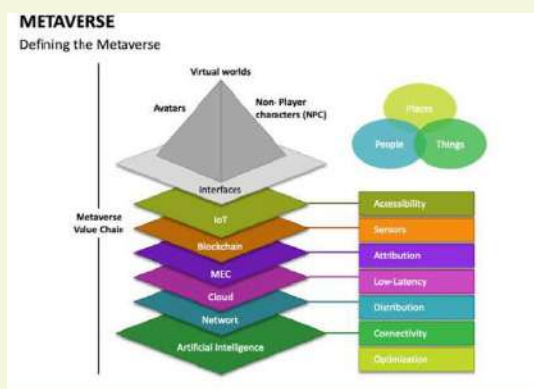 METAVERSE
Defining the Metaverse
Virtual worlds
Avatars
Non- Player
characters (NPC)
Places
People
Things
Interfaces
IoT
Blockchain
MEC
Cloud
Network
Artificial Intelligence
Metaverse
Value Chain
Accessibility
Sensors
Attribution
Low-Latency
Distribution
Connectivity
Optimization